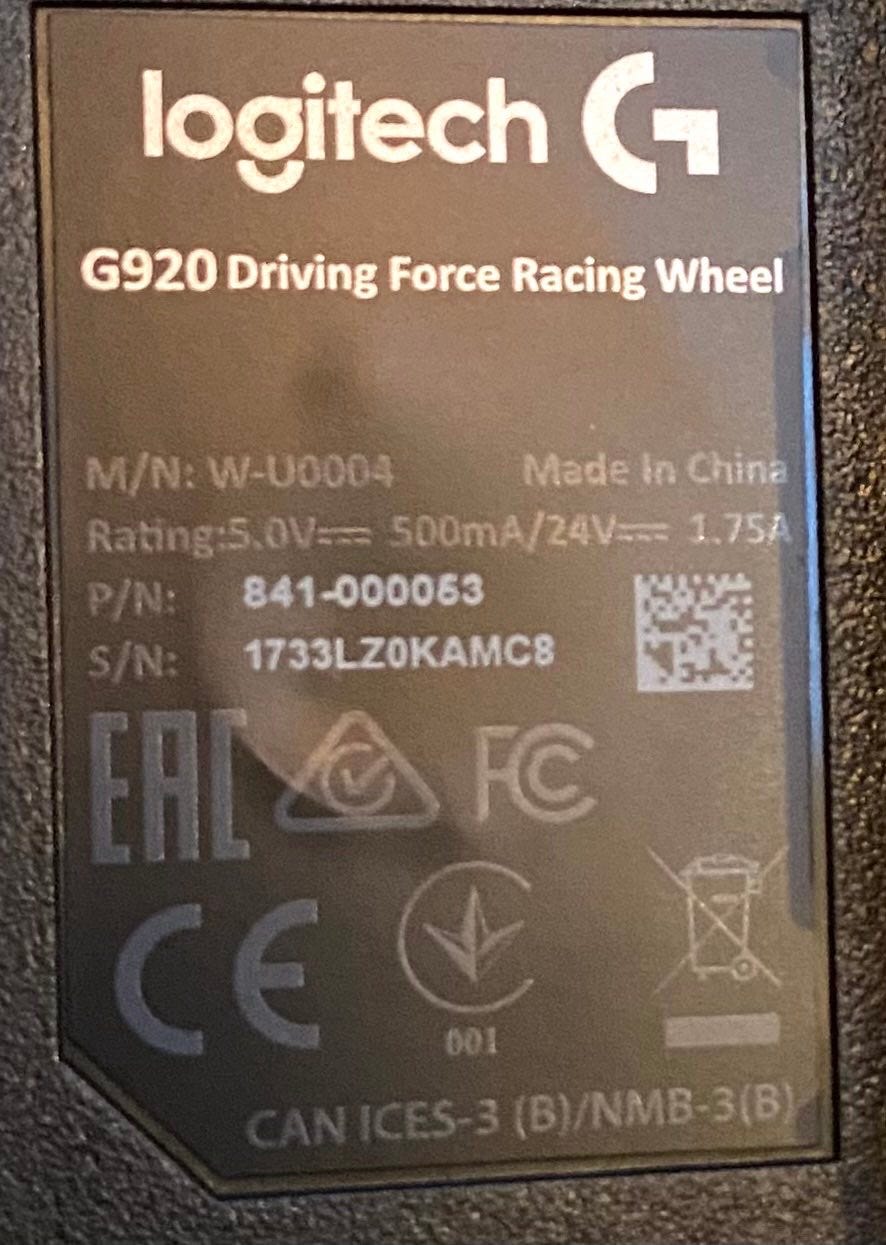 logitech G
G920 Driving Force Racing Wheel
M/N: W-U0004 Made in China
Rating:5.0V⎓ 500mA/24V⎓ 1.75A
P/N: 841-000053
S/N: 1733LZ0KAMC8
EAC FC
CE
001
CAN ICES-3 (B)/NMB-3(B)